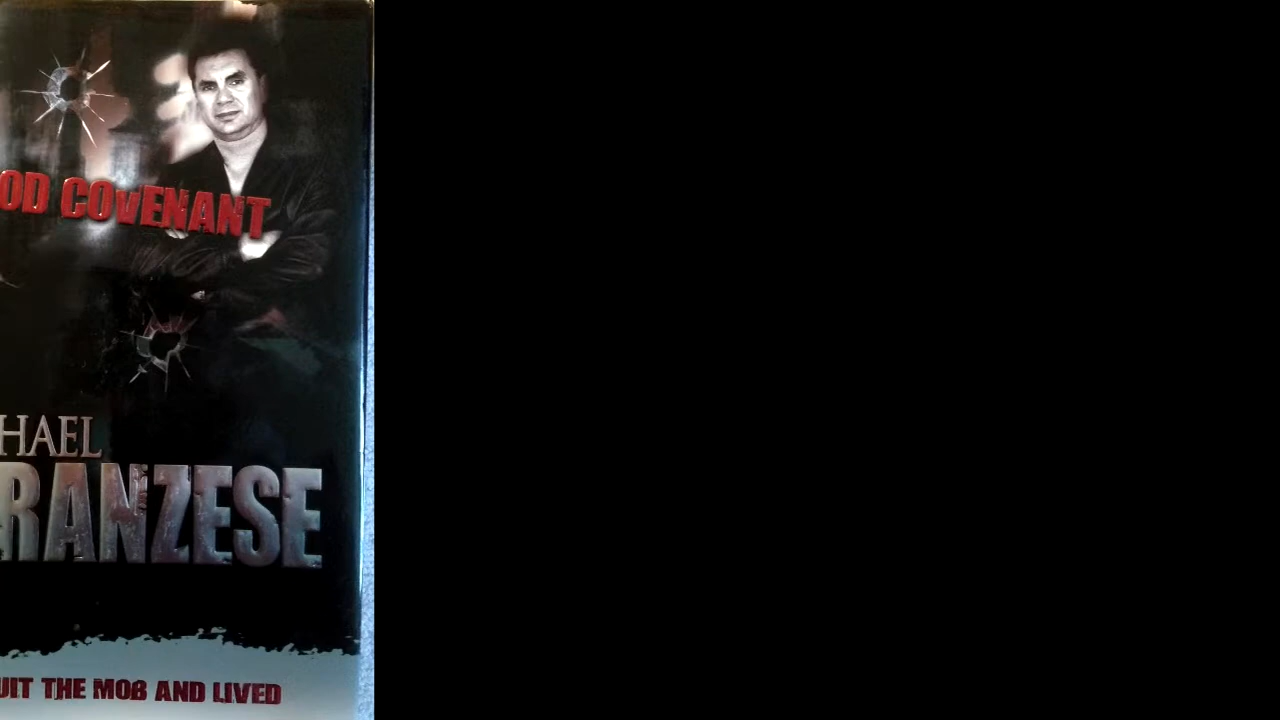 OD COVENANT
HAEL
RANZESE
UIT THE MOB AND LIVED